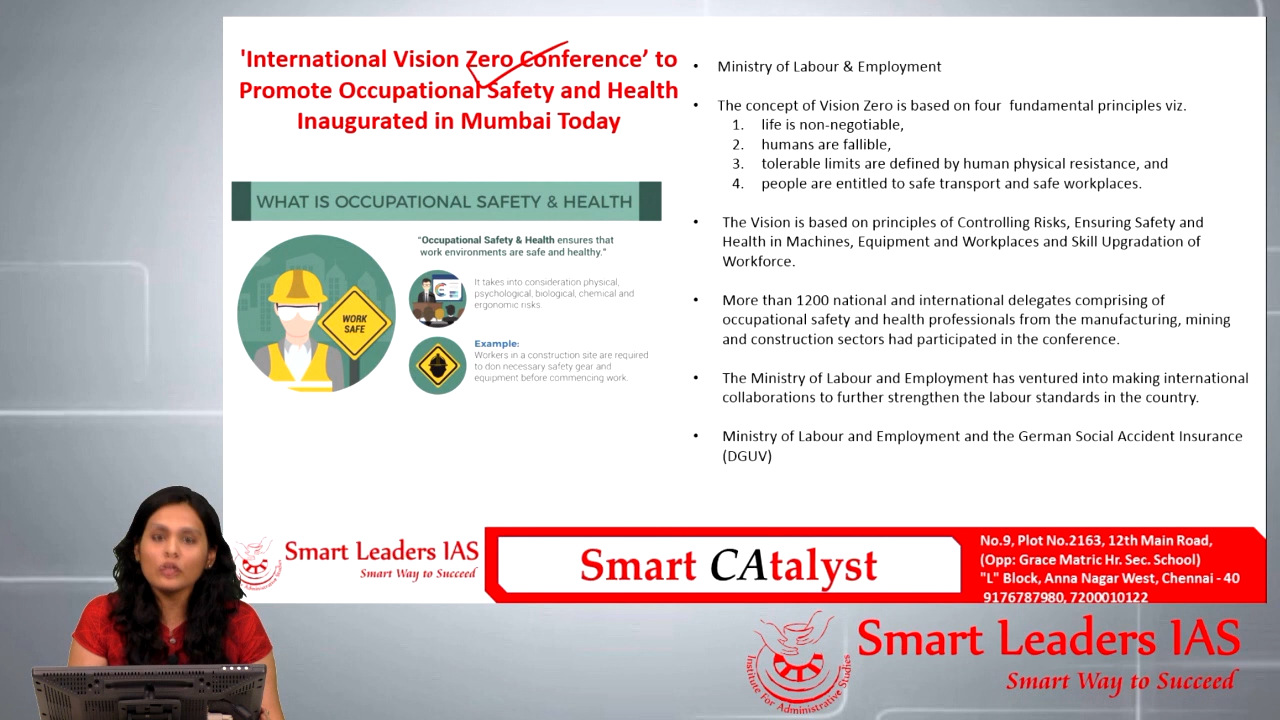 'International Vision Zero Conference’ to
Promote Occupational Safety and Health
Inaugurated in Mumbai Today
WHAT IS OCCUPATIONAL SAFETY & HEALTH
"Occupational Safety & Health ensures that
work environments are safe and healthy."
It takes into consideration physical,
psychological, biological, chemical and
ergonomic risks.
WORK
SAFE
Example:
Workers in a construction site are required
to don necessary safety gear and
equipment before commencing work.
• Ministry of Labour & Employment
• The concept of Vision Zero is based on four fundamental principles viz.
1. life is non-negotiable,
2. humans are fallible,
3. tolerable limits are defined by human physical resistance, and
4. people are entitled to safe transport and safe workplaces.
• The Vision is based on principles of Controlling Risks, Ensuring Safety and
Health in Machines, Equipment and Workplaces and Skill Upgradation of
Workforce.
• More than 1200 national and international delegates comprising of
occupational safety and health professionals from the manufacturing, mining
and construction sectors had participated in the conference.
• The Ministry of Labour and Employment has ventured into making international
collaborations to further strengthen the labour standards in the country.
• Ministry of Labour and Employment and the German Social Accident Insurance
(DGUV)
Smart Leaders IAS
Smart Way to Succeed
Smart CAtalyst
No.9, Plot No.2163, 12th Main Road,
(Opp: Grace Matric Hr. Sec. School)
"L" Block, Anna Nagar West, Chennai - 40
9176787980, 7200010122
Institute For Administrative Studies
Smart Leaders IAS
Smart Way to Succeed